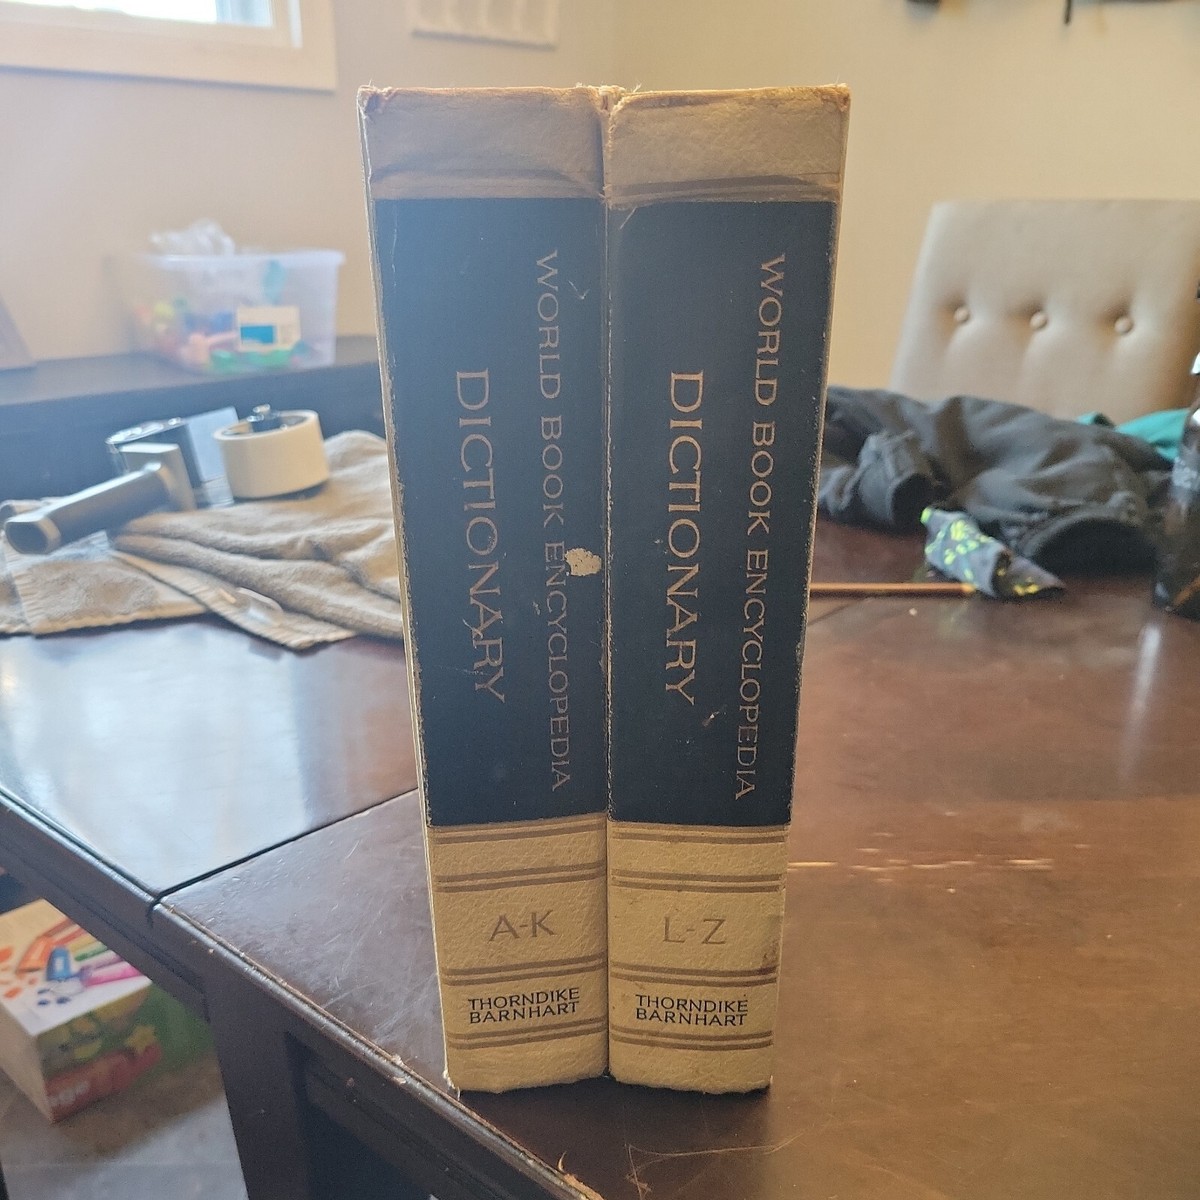 WORLD BOOK ENCYCLOPEDIA
DICTIONARY
A-K
THORNDIKE
BARNHART
WORLD BOOK ENCYCLOPEDIA
DICTIONARY
L-Z
THORNDIKE
BARNHART